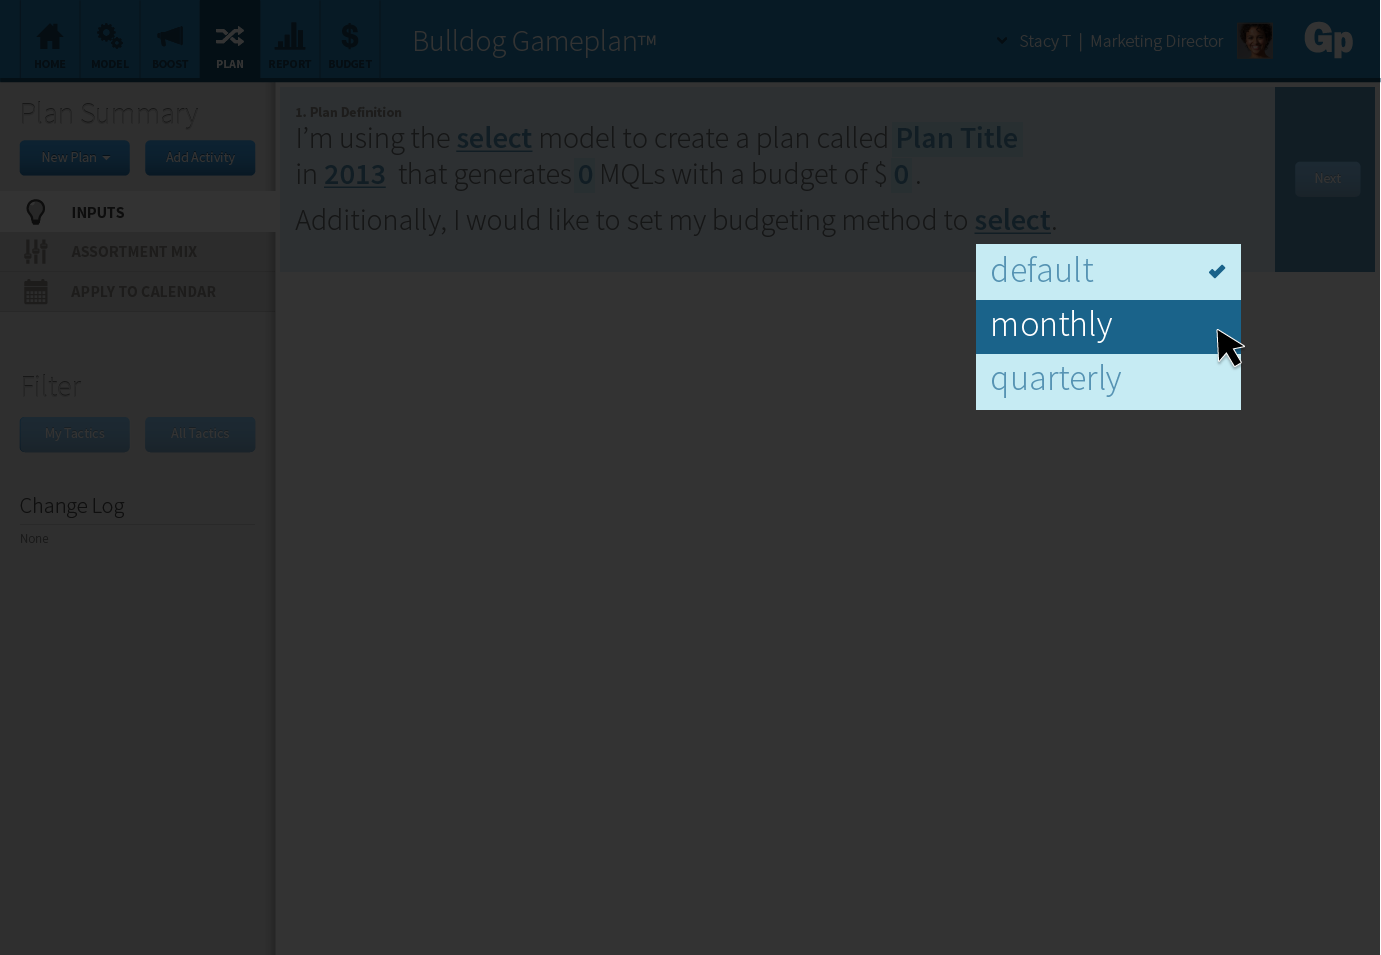 HOME
MODEL
BOOST
PLAN
REPORT
BUDGET
Bulldog Gameplan™
Stacy T | Marketing Director
Gp
Plan Summary
New Plan
Add Activity
INPUTS
ASSORTMENT MIX
APPLY TO CALENDAR
Filter
My Tactics
All Tactics
Change Log
None
1. Plan Definition
I'm using the select model to create a plan called Plan Title
in 2013 that generates 0 MQLs with a budget of $ 0 .
Additionally, I would like to set my budgeting method to select.
Next
default
monthly
quarterly